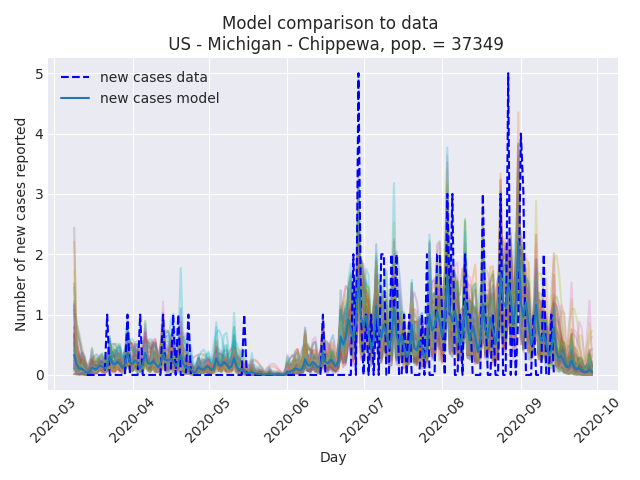 Model comparison to data
US - Michigan - Chippewa, pop. = 37349
new cases data
new cases model
Number of new cases reported
5
4
3
2
1
0
2020-03
2020-04
2020-05
2020-06
2020-07
2020-08
2020-09
2020-10
Day